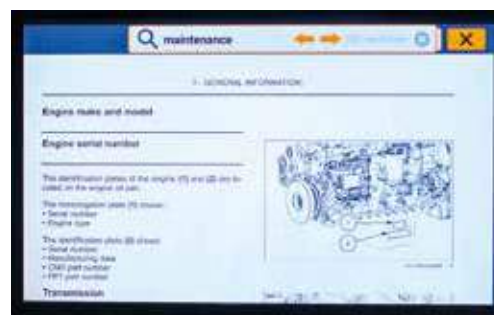 maintenance
1 - GENERAL INFORMATION
Engine make and model
Engine serial number
The identification plates of the engine (1) and (2) are lo-
cated on the engine oil pan.
The homologation plate (1) shows:
• Serial number
• Engine type
The identification plate (2) shows:
• Serial number
• Manufacturing data
• CNH part number
• FPT part number
Transmission